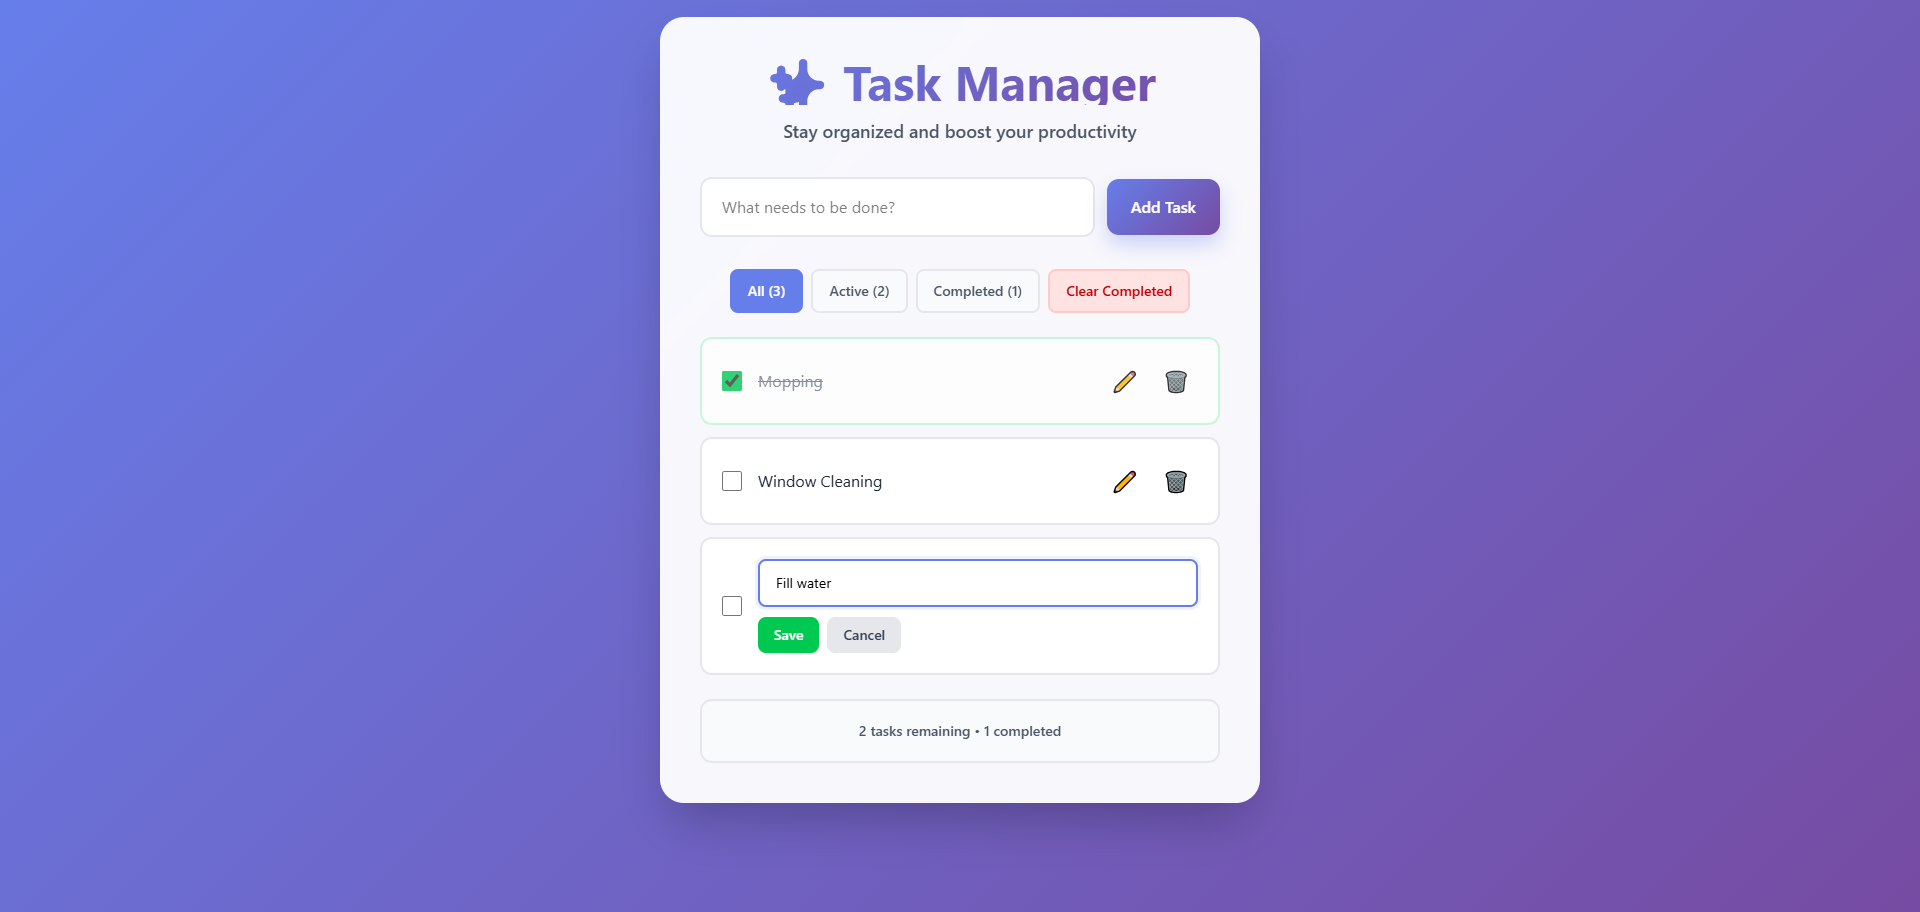 Task Manager
Stay organized and boost your productivity
What needs to be done?
Add Task
All (3)
Active (2)
Completed (1)
Clear Completed
Mopping
Window Cleaning
Fill water
Save
Cancel
2 tasks remaining • 1 completed